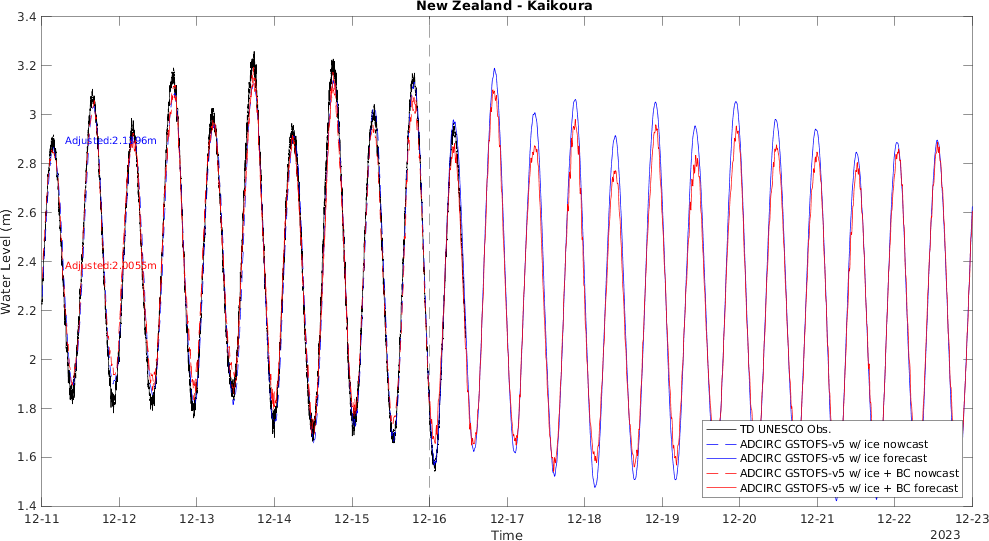 New Zealand - Kaikoura
3.4
3.2
3
2.8
2.6
2.4
2.2
2
1.8
1.6
1.4
Water Level (m)
Adjusted:2.1196m
Adjusted:2.0055m
TD UNESCO Obs.
ADCIRC GSTOFS-v5 w/ ice nowcast
ADCIRC GSTOFS-v5 w/ ice forecast
ADCIRC GSTOFS-v5 w/ ice + BC nowcast
ADCIRC GSTOFS-v5 w/ ice + BC forecast
12-11 12-12 12-13 12-14 12-15 12-16 12-17 12-18 12-19 12-20 12-21 12-22 12-23
Time
2023